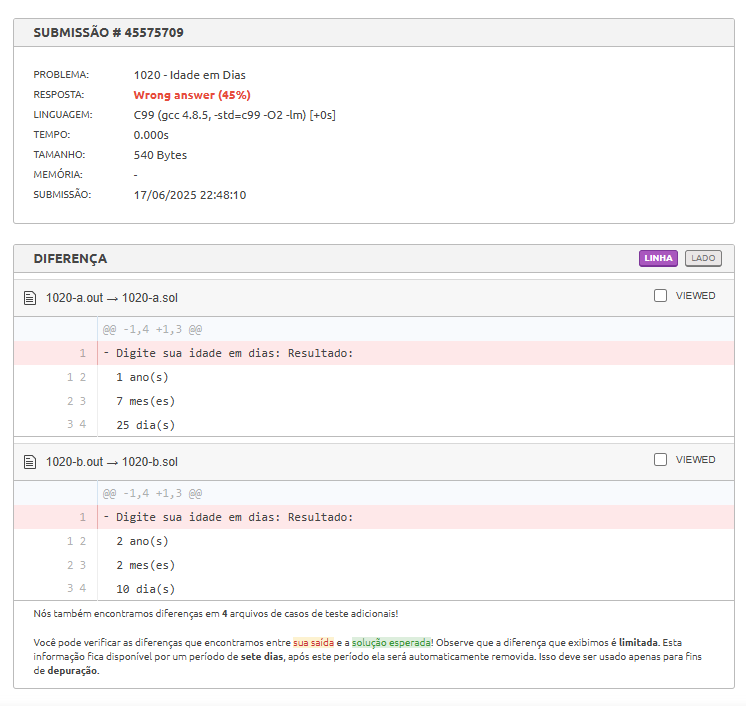 SUBMISSÃO # 45575709
PROBLEMA: 1020 - Idade em Dias
RESPOSTA: Wrong answer (45%)
LINGUAGEM: C99 (gcc 4.8.5, -std=c99 -O2 -lm) [+0s]
TEMPO: 0.000s
TAMANHO: 540 Bytes
MEMÓRIA: -
SUBMISSÃO: 17/06/2025 22:48:10
DIFERENÇA LINHA LADO
1020-a.out → 1020-a.sol VIEWED
@@ -1,4 +1,3 @@
1 - Digite sua idade em dias: Resultado:
1 2 1 ano(s)
2 3 7 mes(es)
3 4 25 dia(s)
1020-b.out → 1020-b.sol VIEWED
@@ -1,4 +1,3 @@
1 - Digite sua idade em dias: Resultado:
1 2 2 ano(s)
2 3 2 mes(es)
3 4 10 dia(s)
Nós também encontramos diferenças em 4 arquivos de casos de teste adicionais!
Você pode verificar as diferenças que encontramos entre sua saída e a solução esperada! Observe que a diferença que exibimos é limitada. Esta
informação fica disponível por um período de sete dias, após este período ela será automaticamente removida. Isso deve ser usado apenas para fins
de depuração.